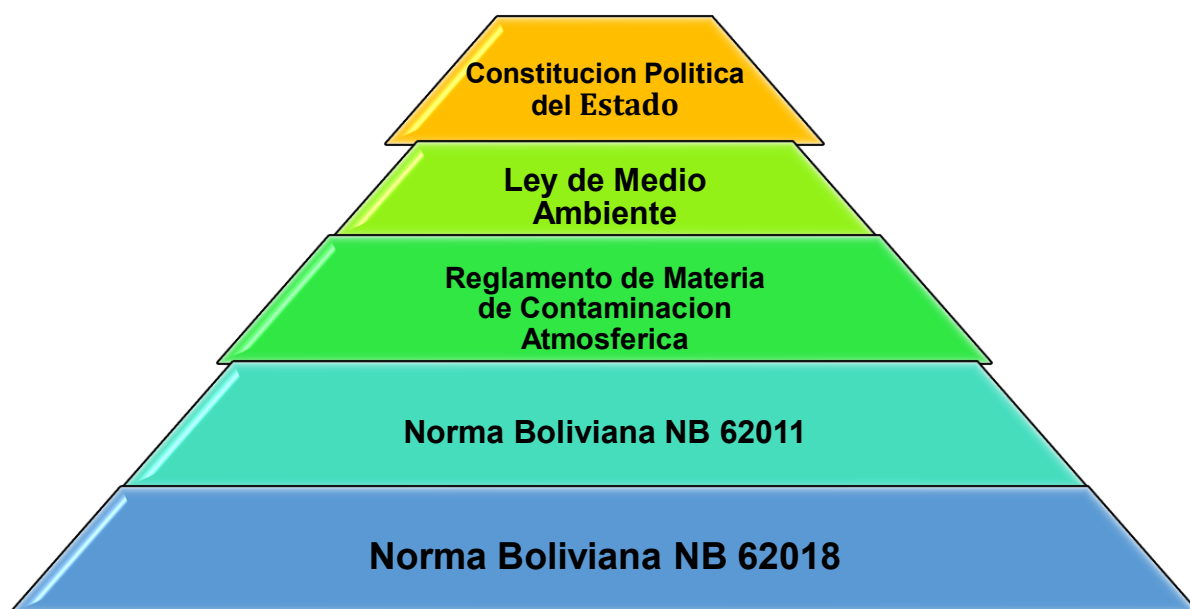 Constitucion Politica
del Estado
Ley de Medio
Ambiente
Reglamento de Materia
de Contaminacion
Atmosferica
Norma Boliviana NB 62011
Norma Boliviana NB 62018